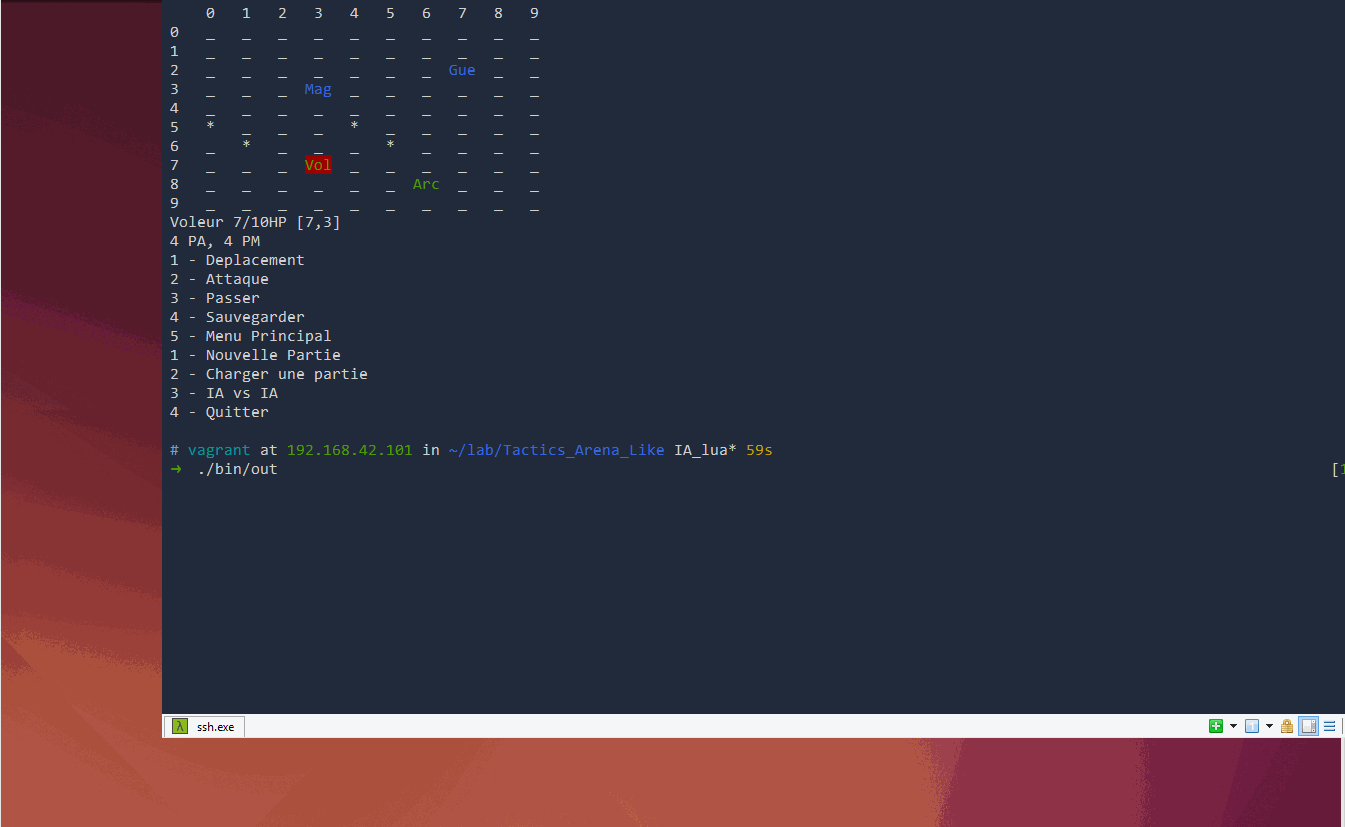 0 1 2 3 4 5 6 7 8 9
0 _ _ _ _ _ _ _ _ _ _
1 _ _ _ _ _ _ _ _ _ _
2 _ _ _ _ _ _ _ Gue _ _
3 _ _ _ Mag _ _ _ _ _ _
4 _ _ _ _ _ _ _ _ _ _
5 * _ _ _ * _ _ _ _ _
6 _ * _ _ _ * _ _ _ _
7 _ _ _ Vol _ _ _ _ _ _
8 _ _ _ _ _ _ Arc _ _ _
9 _ _ _ _ _ _ _ _ _ _
Voleur 7/10HP [7,3]
4 PA, 4 PM
1 - Deplacement
2 - Attaque
3 - Passer
4 - Sauvegarder
5 - Menu Principal
1 - Nouvelle Partie
2 - Charger une partie
3 - IA vs IA
4 - Quitter
# vagrant at 192.168.42.101 in ~/lab/Tactics_Arena_Like IA_lua* 59s
→ ./bin/out [1
λ ssh.exe